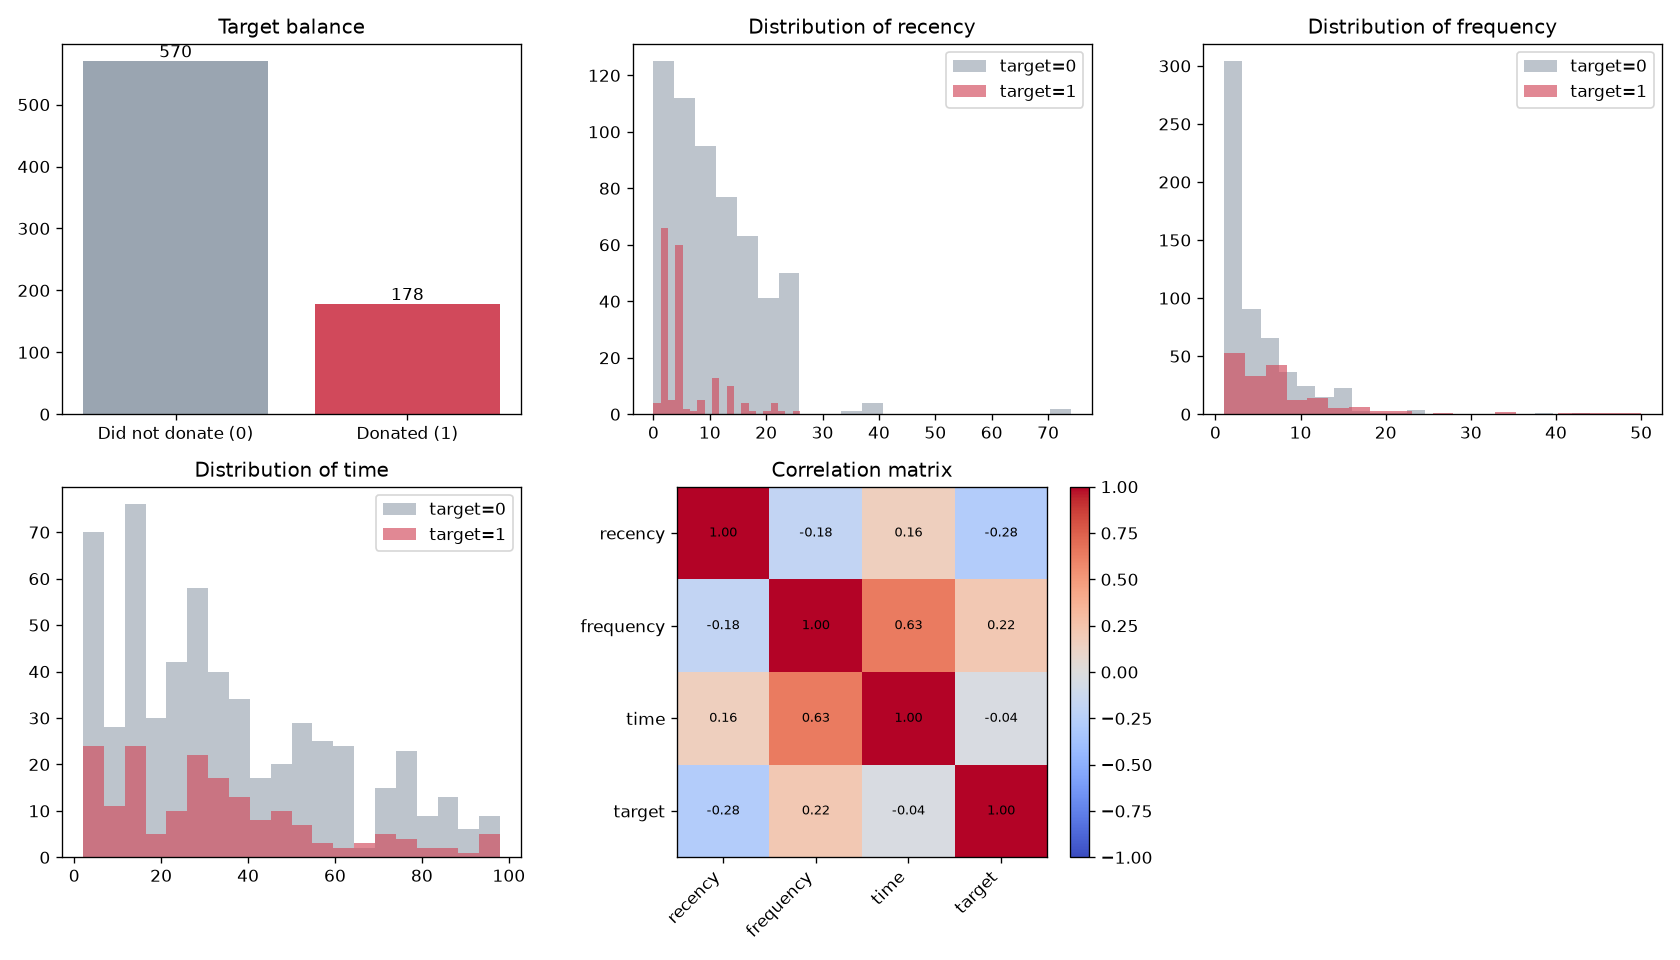 Target balance
570
178
500
400
300
200
100
0
Did not donate (0)
Donated (1)
Distribution of recency
target=0
target=1
120
100
80
60
40
20
0
0 10 20 30 40 50 60 70
Distribution of frequency
target=0
target=1
300
250
200
150
100
50
0
0 10 20 30 40 50
Distribution of time
target=0
target=1
70
60
50
40
30
20
10
0
0 20 40 60 80 100
Correlation matrix
recency 1.00 -0.18 0.16 -0.28
frequency -0.18 1.00 0.63 0.22
time 0.16 0.63 1.00 -0.04
target -0.28 0.22 -0.04 1.00
recency frequency time target
1.00
0.75
0.50
0.25
0.00
−0.25
−0.50
−0.75
−1.00